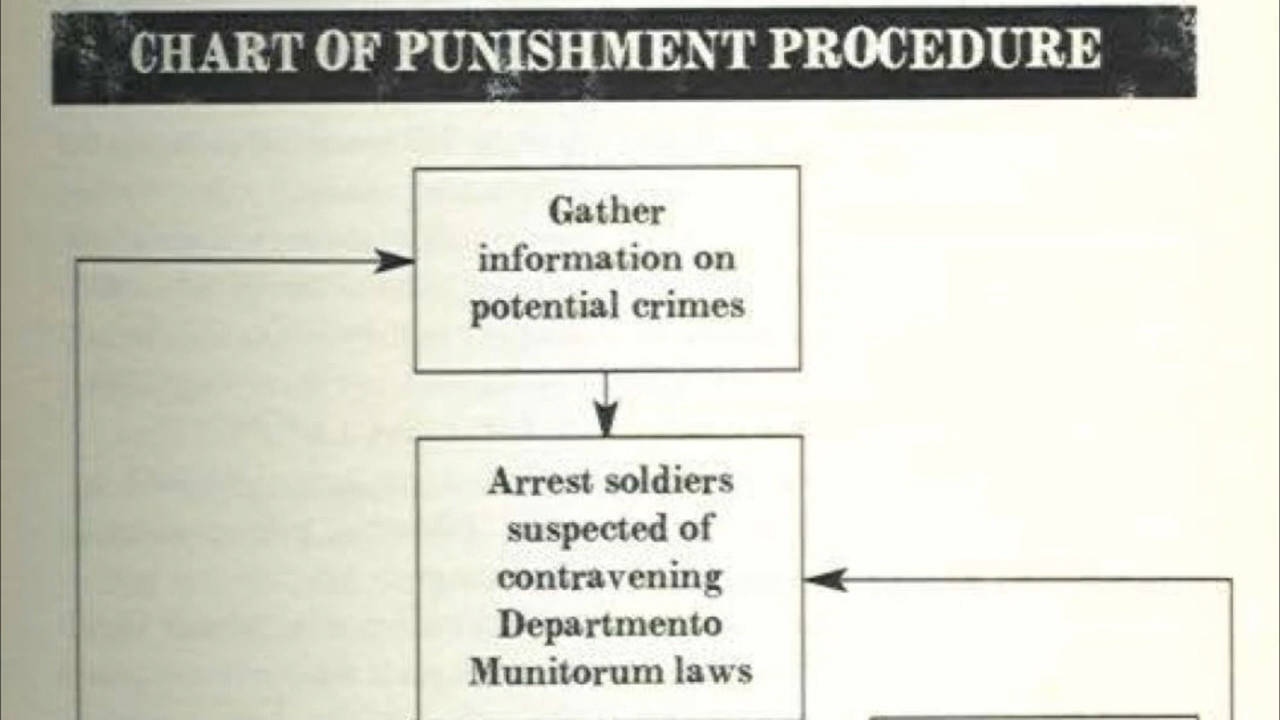 CHART OF PUNISHMENT PROCEDURE
Gather
information on
potential crimes
Arrest soldiers
suspected of
contravening
Departmento
Munitorum laws